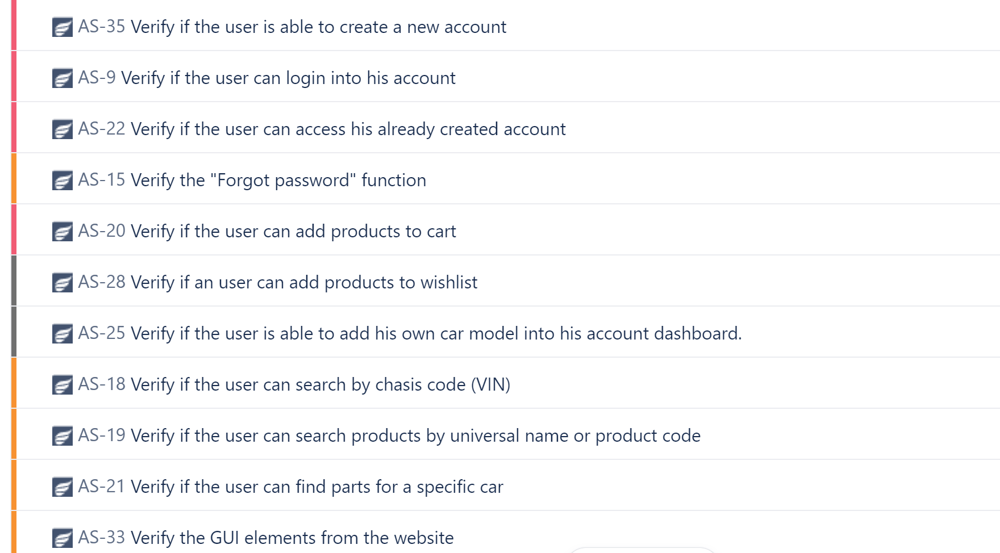 AS-35 Verify if the user is able to create a new account
AS-9 Verify if the user can login into his account
AS-22 Verify if the user can access his already created account
AS-15 Verify the "Forgot password" function
AS-20 Verify if the user can add products to cart
AS-28 Verify if an user can add products to wishlist
AS-25 Verify if the user is able to add his own car model into his account dashboard.
AS-18 Verify if the user can search by chasis code (VIN)
AS-19 Verify if the user can search products by universal name or product code
AS-21 Verify if the user can find parts for a specific car
AS-33 Verify the GUI elements from the website